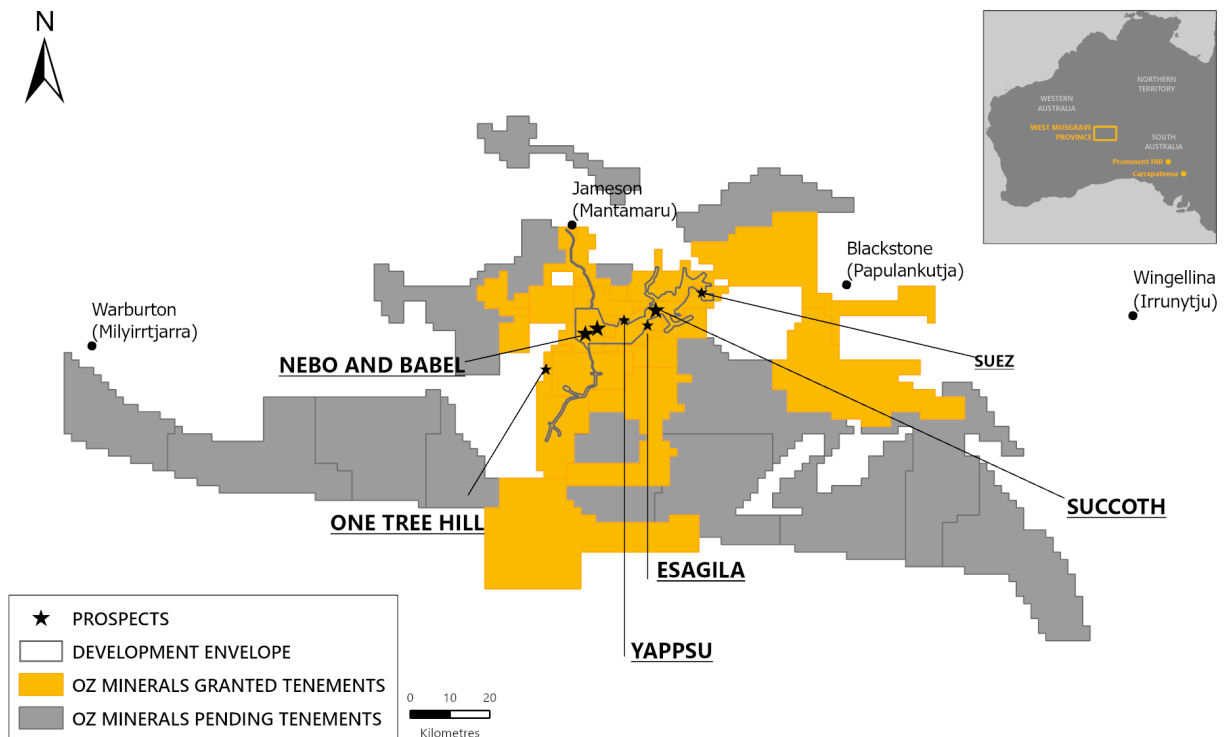 N
WESTERN
AUSTRALIA
NORTHERN
TERRITORY
WEST MUSGRAVE
PROVINCE
SOUTH
AUSTRALIA
Prominent Hill
Carrapateena
Jameson
(Mantamaru)
Blackstone
(Papulankutja)
Wingellina
(Irrunytju)
Warburton
(Milyirrtjarra)
NEBO AND BABEL
SUEZ
SUCCOTH
ONE TREE HILL
ESAGILA
YAPPSU
PROSPECTS
DEVELOPMENT ENVELOPE
OZ MINERALS GRANTED TENEMENTS
OZ MINERALS PENDING TENEMENTS
0 10 20
Kilometres